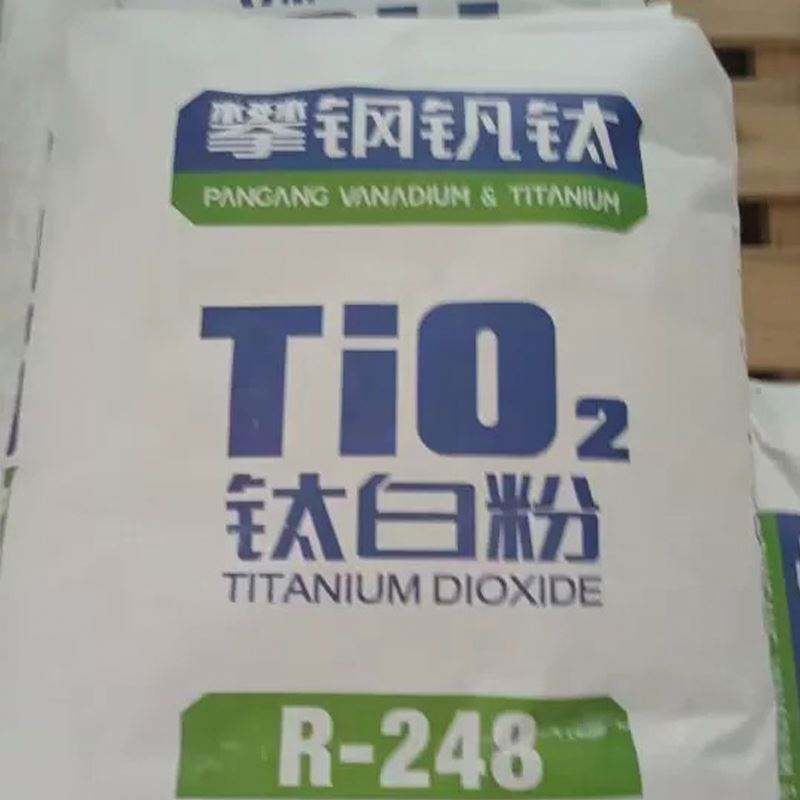 攀钢钒钛
PANGANG VANADIUM & TITANIUM
TiO₂
钛白粉
TITANIUM DIOXIDE
R-248